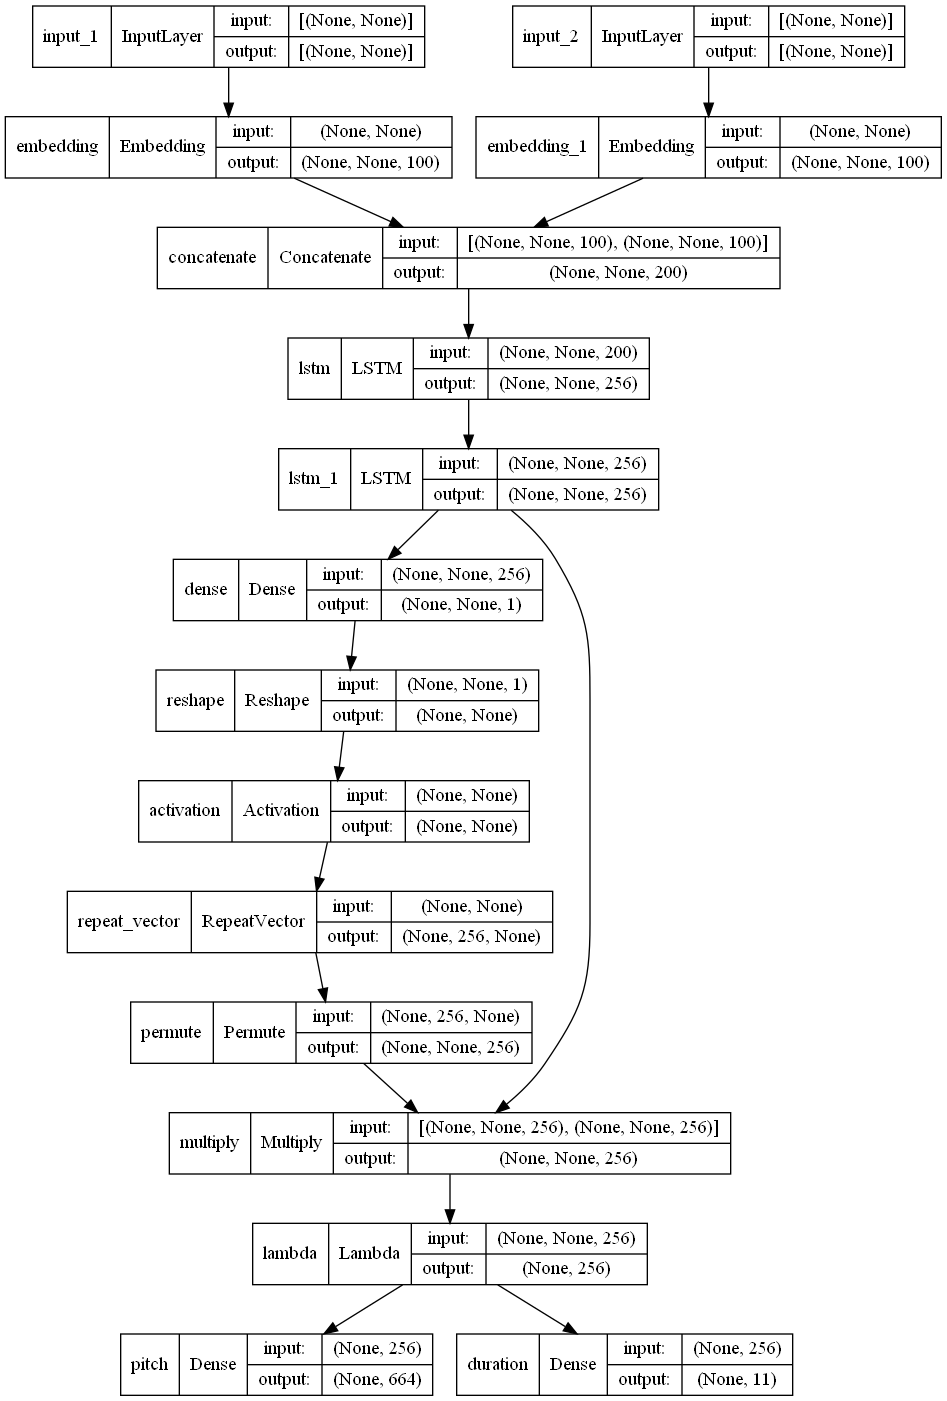 input_1 InputLayer input: [(None, None)] output: [(None, None)]
input_2 InputLayer input: [(None, None)] output: [(None, None)]
embedding Embedding input: (None, None) output: (None, None, 100)
embedding_1 Embedding input: (None, None) output: (None, None, 100)
concatenate Concatenate input: [(None, None, 100), (None, None, 100)] output: (None, None, 200)
lstm LSTM input: (None, None, 200) output: (None, None, 256)
lstm_1 LSTM input: (None, None, 256) output: (None, None, 256)
dense Dense input: (None, None, 256) output: (None, None, 1)
reshape Reshape input: (None, None, 1) output: (None, None)
activation Activation input: (None, None) output: (None, None)
repeat_vector RepeatVector input: (None, None) output: (None, 256, None)
permute Permute input: (None, 256, None) output: (None, None, 256)
multiply Multiply input: [(None, None, 256), (None, None, 256)] output: (None, None, 256)
lambda Lambda input: (None, None, 256) output: (None, 256)
pitch Dense input: (None, 256) output: (None, 664)
duration Dense input: (None, 256) output: (None, 11)